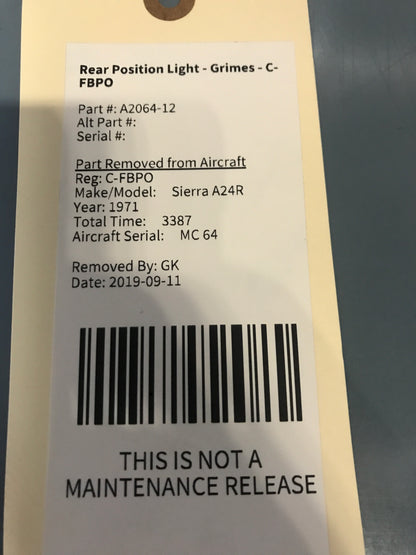 Rear Position Light - Grimes - C-
FBPO
Part #: A2064-12
Alt Part #:
Serial #:
Part Removed from Aircraft
Reg: C-FBPO
Make/Model: Sierra A24R
Year: 1971
Total Time: 3387
Aircraft Serial: MC 64
Removed By: GK
Date: 2019-09-11
THIS IS NOT A
MAINTENANCE RELEASE